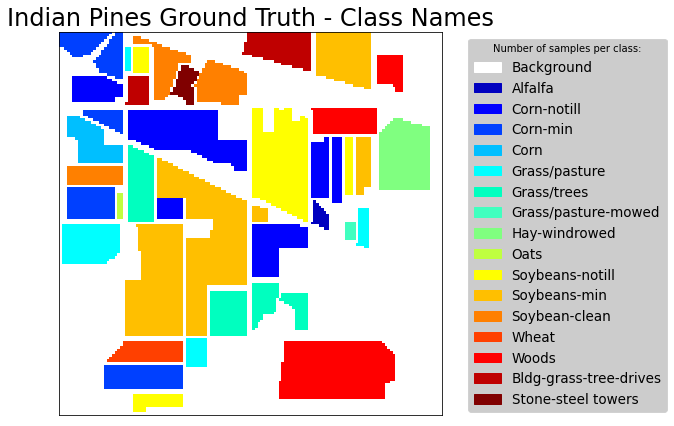 Indian Pines Ground Truth - Class Names
Number of samples per class:
Background
Alfalfa
Corn-notill
Corn-min
Corn
Grass/pasture
Grass/trees
Grass/pasture-mowed
Hay-windrowed
Oats
Soybeans-notill
Soybeans-min
Soybean-clean
Wheat
Woods
Bldg-grass-tree-drives
Stone-steel towers